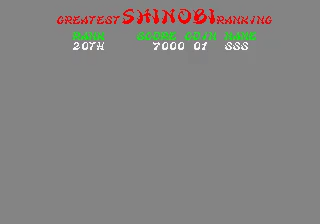 GREATEST SHINOBI RANKING
RANK SCORE COIN NAME
20TH 7000 01 SSS